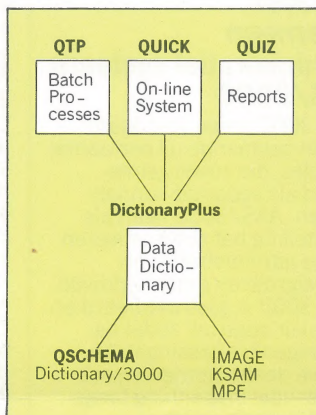 QTP QUICK QUIZ
Batch
Pro-
cesses
On-line
System
Reports
DictionaryPlus
Data
Dictio-
nary
QSCHEMA
Dictionary/3000
IMAGE
KSAM
MPE